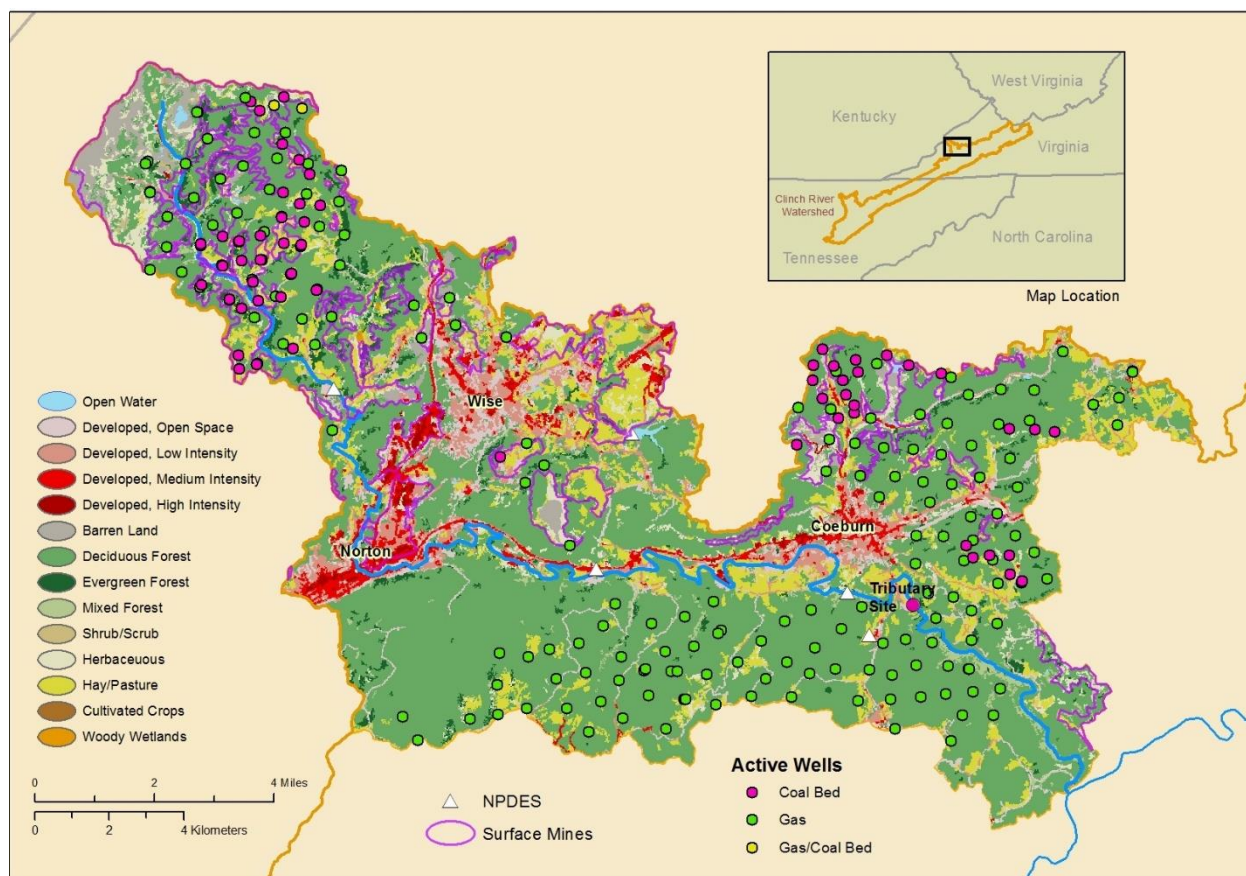 West Virginia
Kentucky
Virginia
Clinch River
Watershed
North Carolina
Tennessee
Map Location
Wise
Norton
Coeburn
Tributary
Site
Open Water
Developed, Open Space
Developed, Low Intensity
Developed, Medium Intensity
Developed, High Intensity
Barren Land
Deciduous Forest
Evergreen Forest
Mixed Forest
Shrub/Scrub
Herbaceuous
Hay/Pasture
Cultivated Crops
Woody Wetlands
0 2 4 Miles
0 2 4 Kilometers
NPDES
Surface Mines
Active Wells
Coal Bed
Gas
Gas/Coal Bed